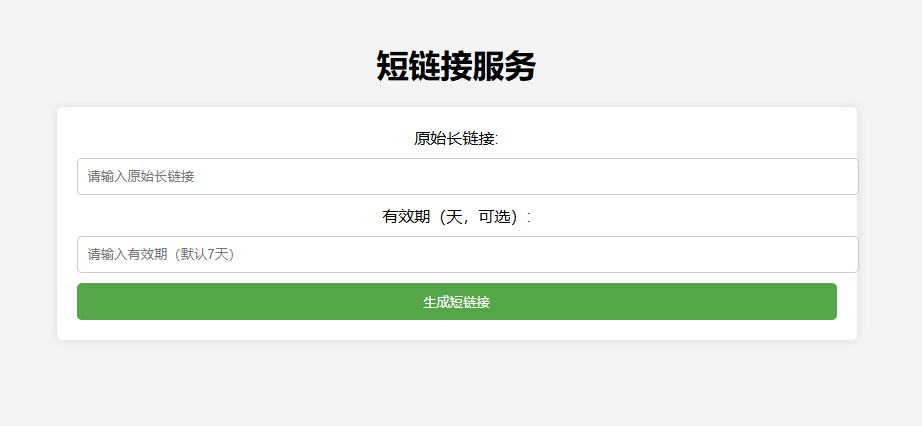 短链接服务
原始长链接:
请输入原始长链接
有效期（天，可选）:
请输入有效期（默认7天）
生成短链接